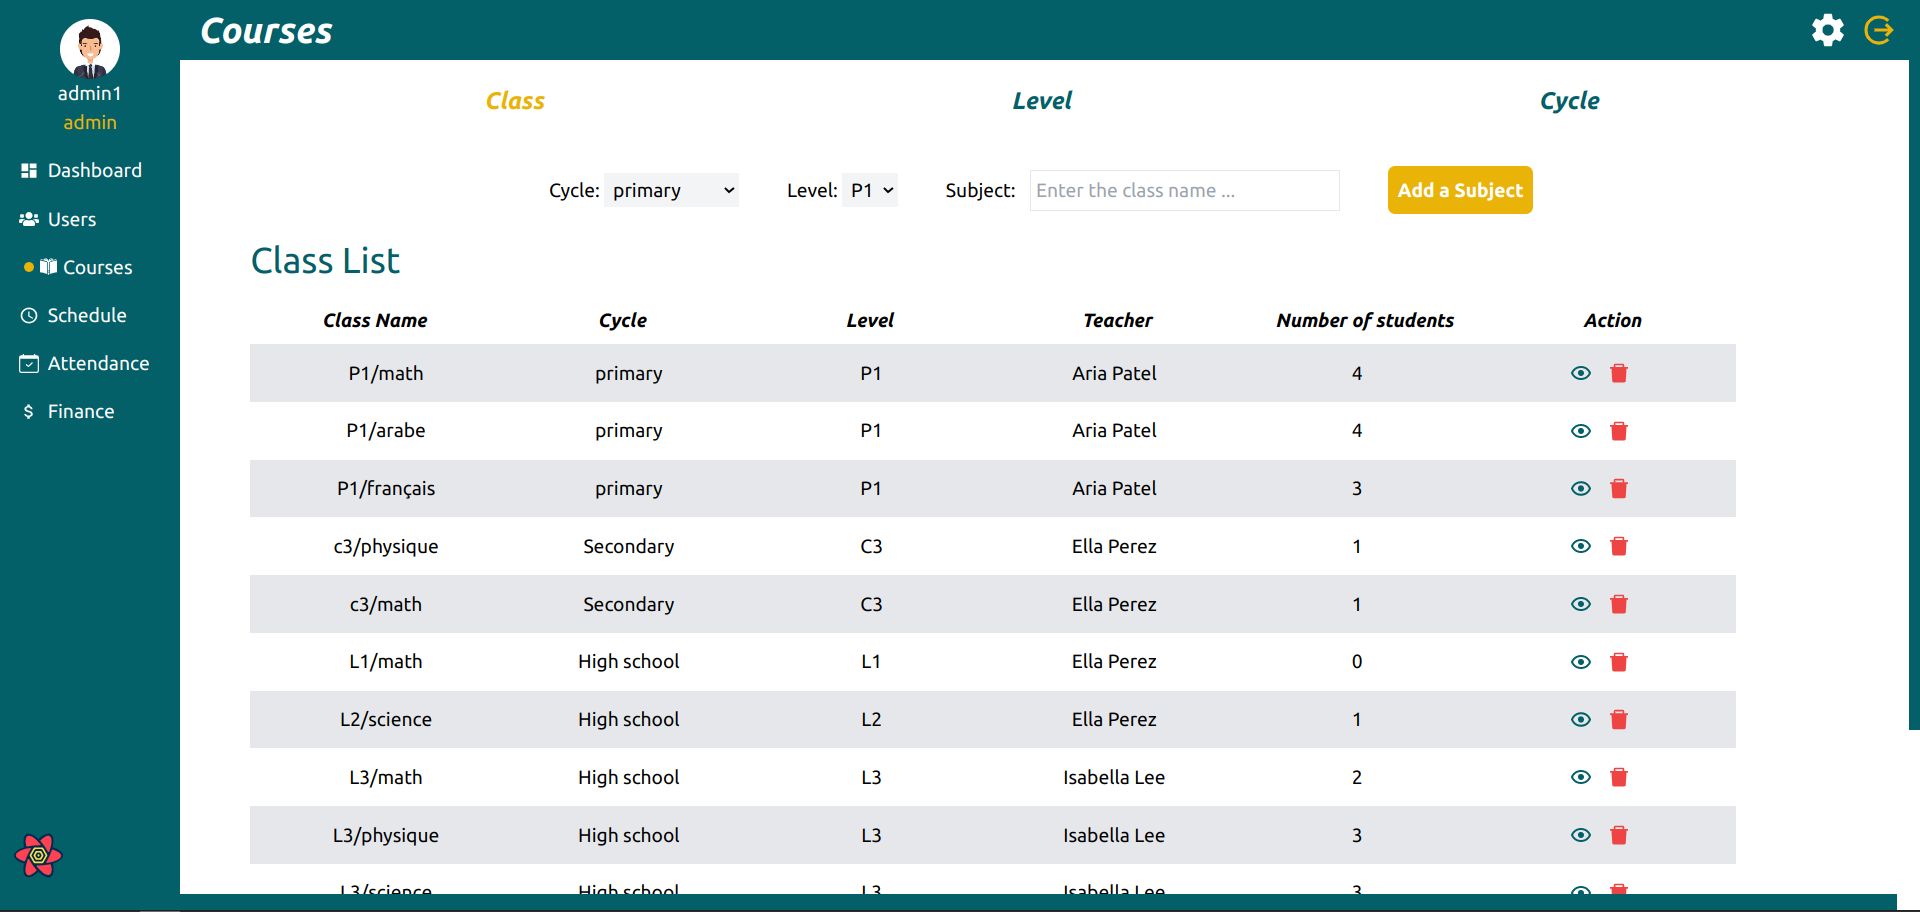 Courses
admin1
admin
Dashboard
Users
Courses
Schedule
Attendance
Finance
Class Level Cycle
Cycle: primary Level: P1 Subject: Enter the class name ... Add a Subject
Class List
Class Name Cycle Level Teacher Number of students Action
P1/math primary P1 Aria Patel 4
P1/arabe primary P1 Aria Patel 4
P1/français primary P1 Aria Patel 3
c3/physique Secondary C3 Ella Perez 1
c3/math Secondary C3 Ella Perez 1
L1/math High school L1 Ella Perez 0
L2/science High school L2 Ella Perez 1
L3/math High school L3 Isabella Lee 2
L3/physique High school L3 Isabella Lee 3
L3/science High school L3 Isabella Lee 3